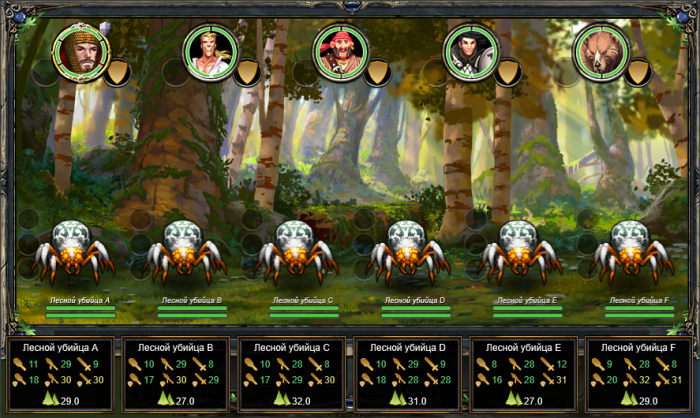 Лесной убийца A
Лесной убийца B
Лесной убийца C
Лесной убийца D
Лесной убийца E
Лесной убийца F
Лесной убийца A
11 29 9
18 30 30
29.0
Лесной убийца B
10 29 8
17 30 29
27.0
Лесной убийца C
10 28 8
17 29 30
32.0
Лесной убийца D
10 29 9
18 28 28
31.0
Лесной убийца E
8 28 12
16 28 31
27.0
Лесной убийца F
9 28 8
20 32 31
29.0